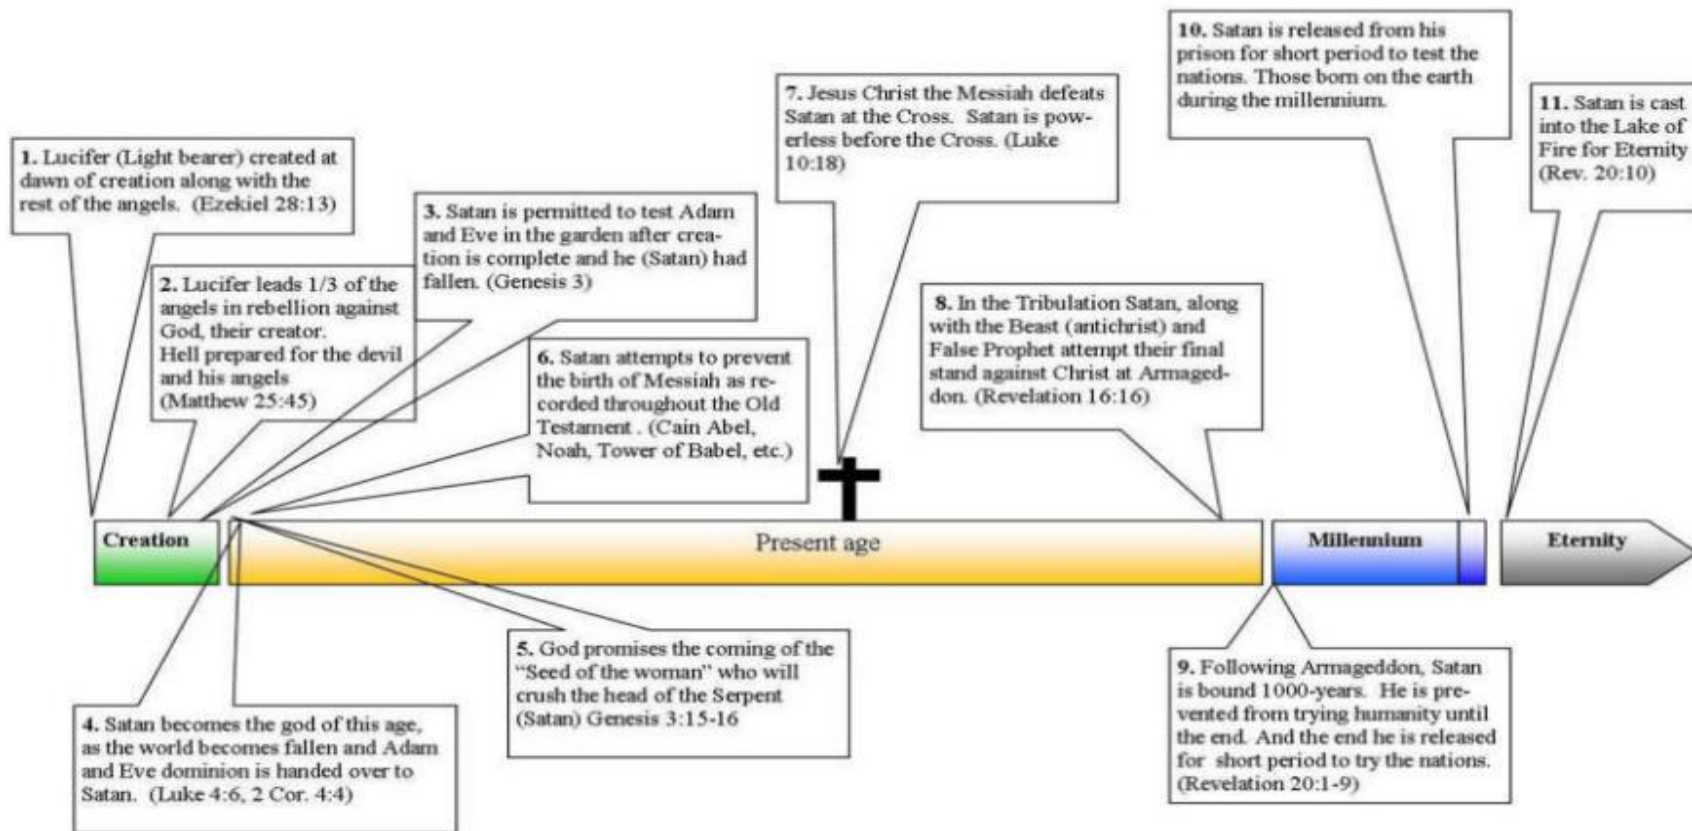 1. Lucifer (Light bearer) created at
dawn of creation along with the
rest of the angels. (Ezekiel 28:13)
2. Lucifer leads 1/3 of the
angels in rebellion against
God, their creator.
Hell prepared for the devil
and his angels
(Matthew 25:45)
3. Satan is permitted to test Adam
and Eve in the garden after crea-
tion is complete and he (Satan) had
fallen. (Genesis 3)
6. Satan attempts to prevent
the birth of Messiah as re-
corded throughout the Old
Testament . (Cain Abel,
Noah, Tower of Babel, etc.)
7. Jesus Christ the Messiah defeats
Satan at the Cross. Satan is pow-
erless before the Cross. (Luke
10:18)
8. In the Tribulation Satan, along
with the Beast (antichrist) and
False Prophet attempt their final
stand against Christ at Armaged-
don. (Revelation 16:16)
10. Satan is released from his
prison for short period to test the
nations. Those born on the earth
during the millennium.
11. Satan is cast
into the Lake of
Fire for Eternity
(Rev. 20:10)
Creation
Present age
Millennium
Eternity
4. Satan becomes the god of this age,
as the world becomes fallen and Adam
and Eve dominion is handed over to
Satan. (Luke 4:6, 2 Cor. 4:4)
5. God promises the coming of the
“Seed of the woman” who will
crush the head of the Serpent
(Satan) Genesis 3:15-16
9. Following Armageddon, Satan
is bound 1000-years. He is pre-
vented from trying humanity until
the end. And the end he is released
for short period to try the nations.
(Revelation 20:1-9)